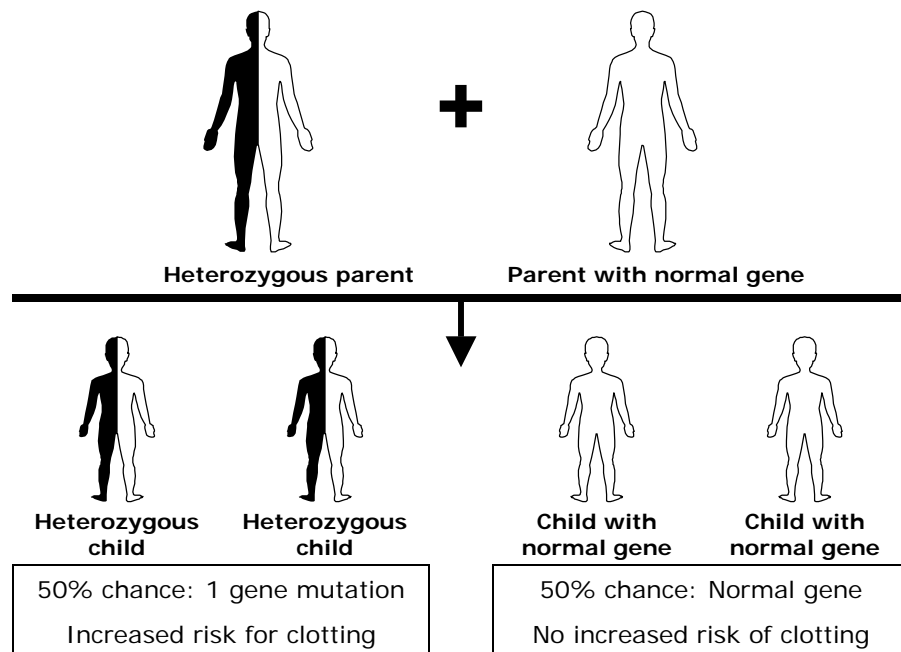 Heterozygous parent
Parent with normal gene
Heterozygous
child
Heterozygous
child
Child with
normal gene
Child with
normal gene
50% chance: 1 gene mutation
Increased risk for clotting
50% chance: Normal gene
No increased risk of clotting